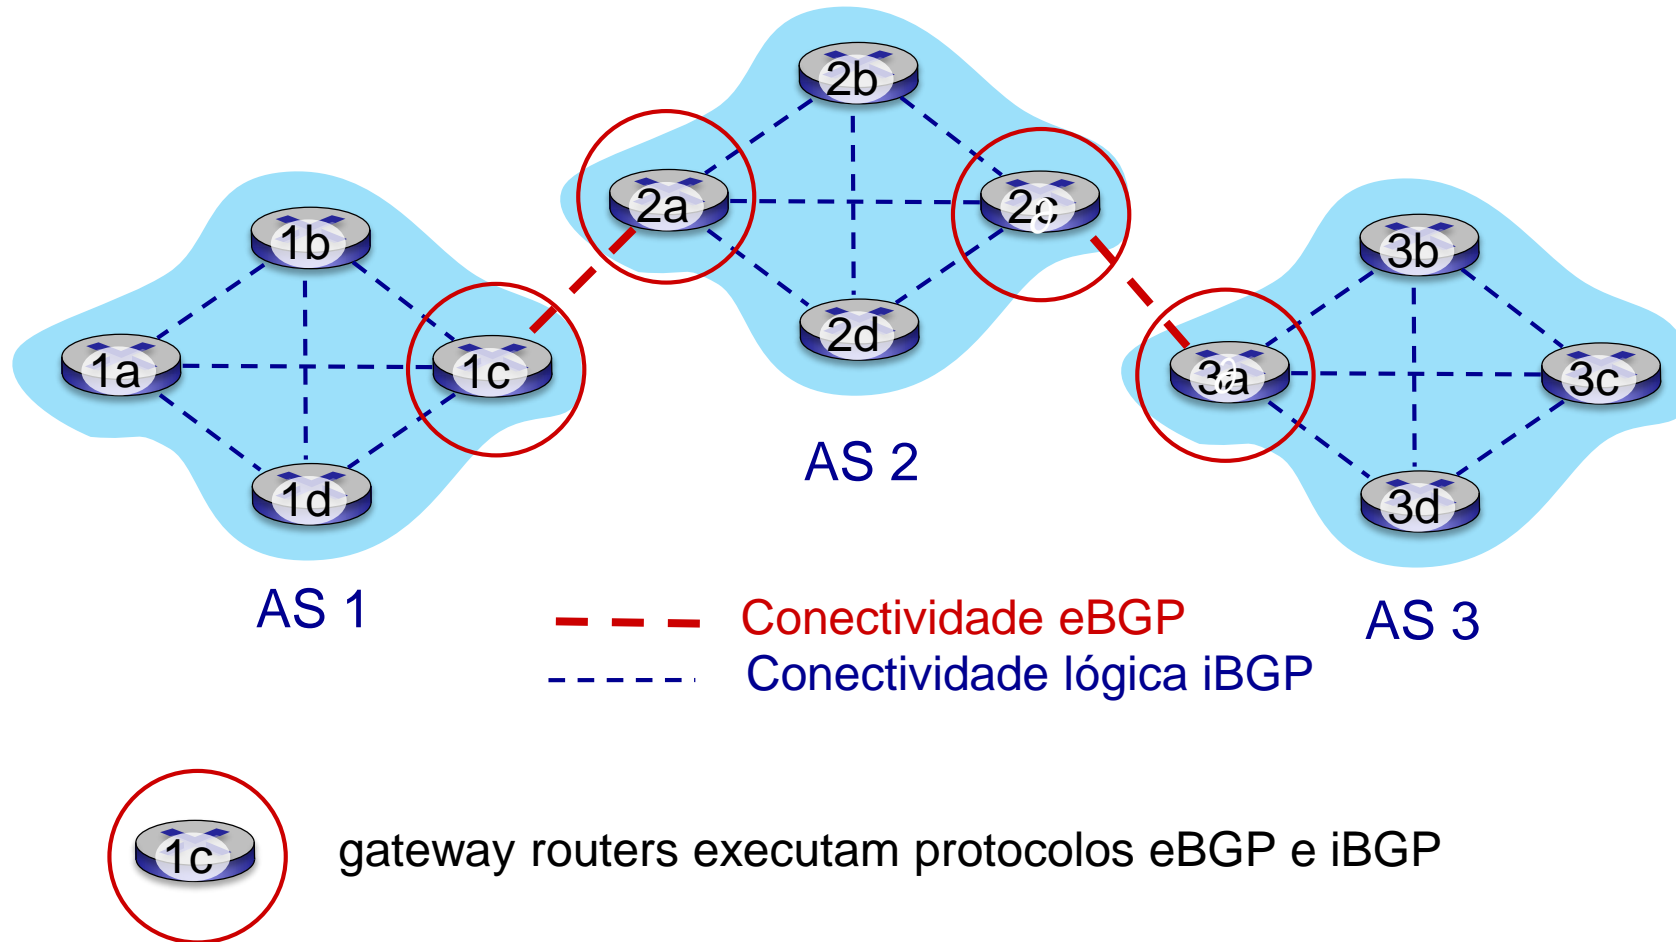 2b
2a
2c
1b
3b
2d
1a
1c
3a
3c
AS 2
1d
3d
AS 1
Conectividade eBGP
AS 3
Conectividade lógica iBGP
1c
gateway routers executam protocolos eBGP e iBGP